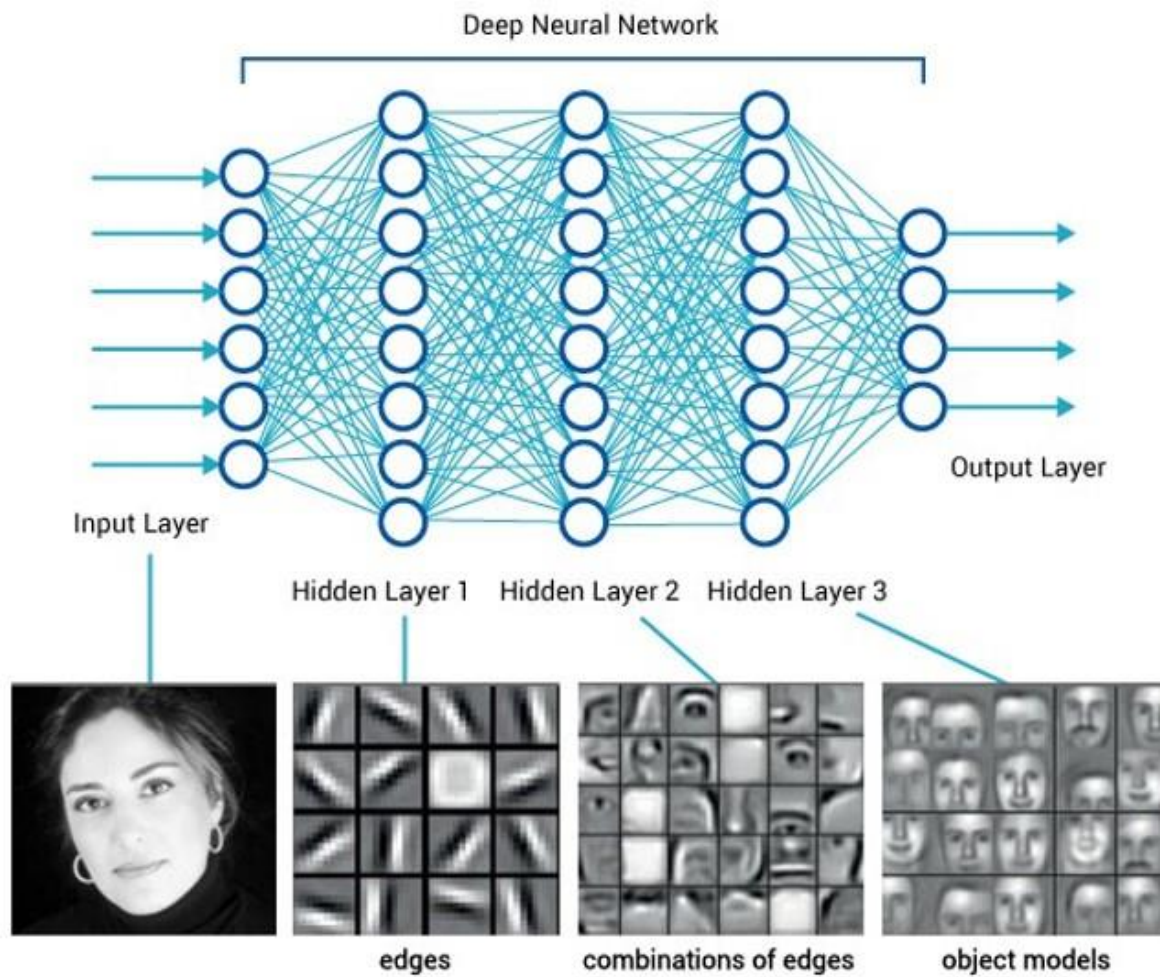 Deep Neural Network
Input Layer
Output Layer
Hidden Layer 1
Hidden Layer 2
Hidden Layer 3
edges
combinations of edges
object models